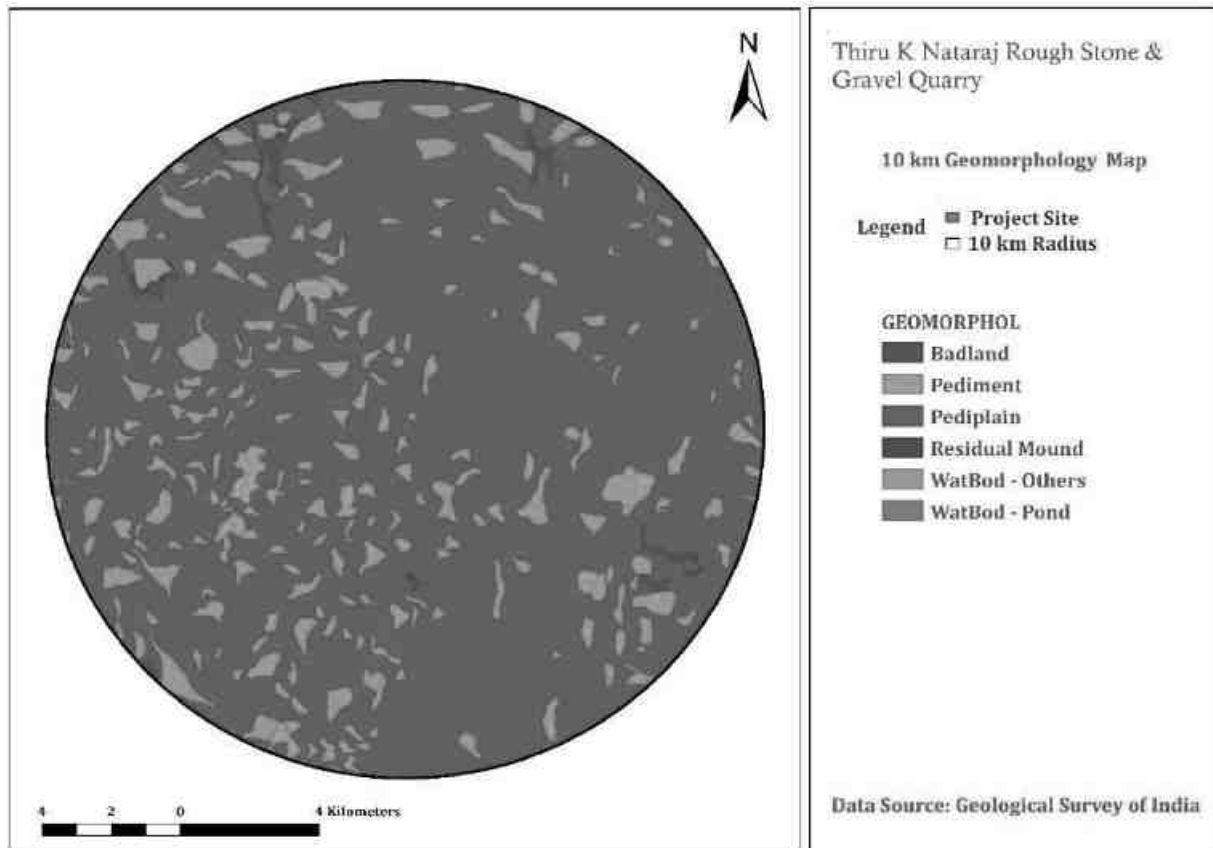 N
4 2 0 4 Kilometers
Thiru K Nataraj Rough Stone &
Gravel Quarry
10 km Geomorphology Map
Legend
Project Site
10 km Radius
GEOMORPHOL
Badland
Pediment
Pediplain
Residual Mound
WatBod - Others
WatBod - Pond
Data Source: Geological Survey of India